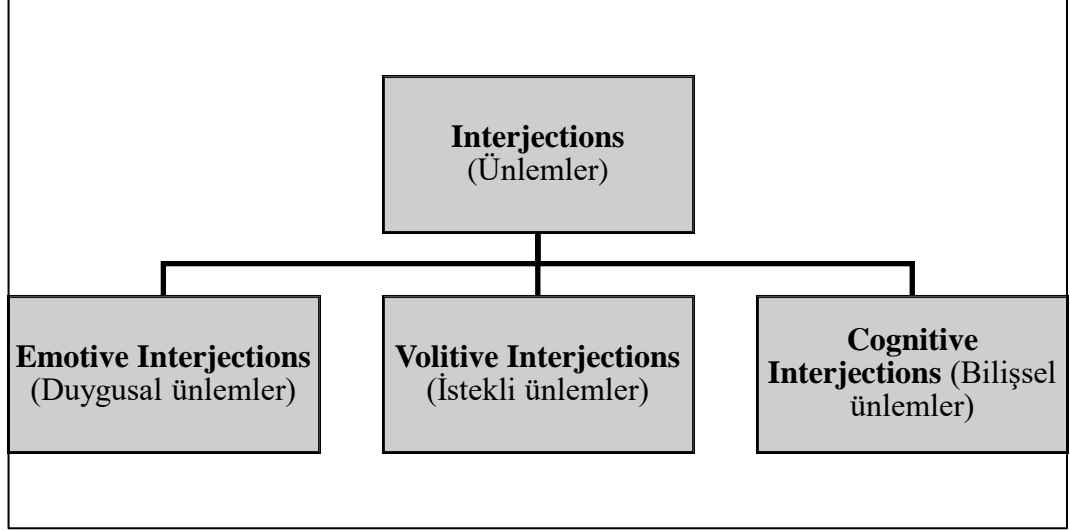 Interjections
(Ünlemler)
Emotive Interjections
(Duygusal ünlemler)
Volitive Interjections
(İstekli ünlemler)
Cognitive
Interjections (Bilişsel
ünlemler)